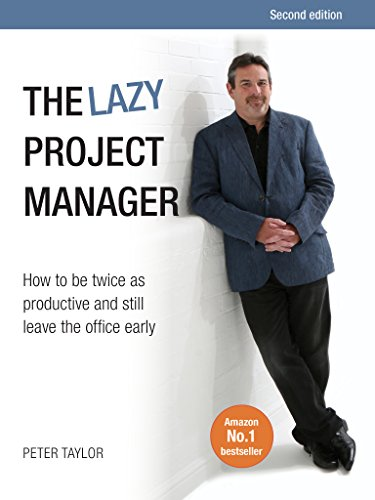 Second edition
THE LAZY
PROJECT
MANAGER
How to be twice as
productive and still
leave the office early
Amazon
No.1
bestseller
PETER TAYLOR